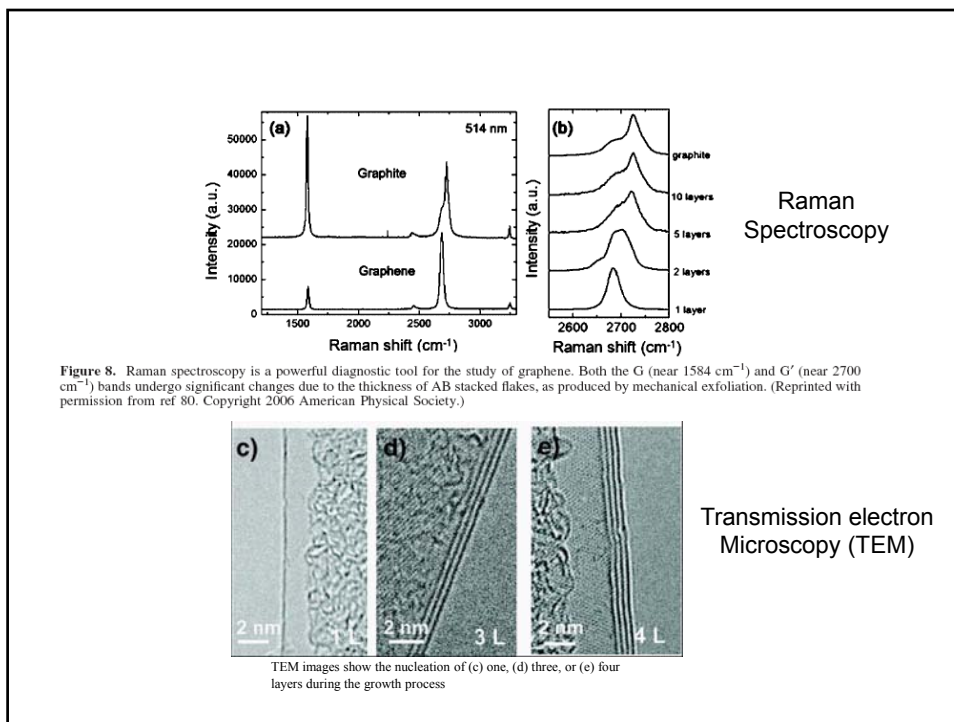 (a)
514 nm
Graphite
Graphene
Intensity (a.u.)
50000
40000
30000
20000
10000
0
1500 2000 2500 3000
Raman shift (cm⁻¹)
(b)
graphite
10 layers
5 layers
2 layers
1 layer
Intensity (a.u.)
2600 2700 2800
Raman shift (cm⁻¹)
Raman
Spectroscopy
Figure 8. Raman spectroscopy is a powerful diagnostic tool for the study of graphene. Both the G (near 1584 cm⁻¹) and G′ (near 2700
cm⁻¹) bands undergo significant changes due to the thickness of AB stacked flakes, as produced by mechanical exfoliation. (Reprinted with
permission from ref 80. Copyright 2006 American Physical Society.)
c)
2 nm
1 L
d)
2 nm
3 L
e)
2 nm
4 L
Transmission electron
Microscopy (TEM)
TEM images show the nucleation of (c) one, (d) three, or (e) four
layers during the growth process